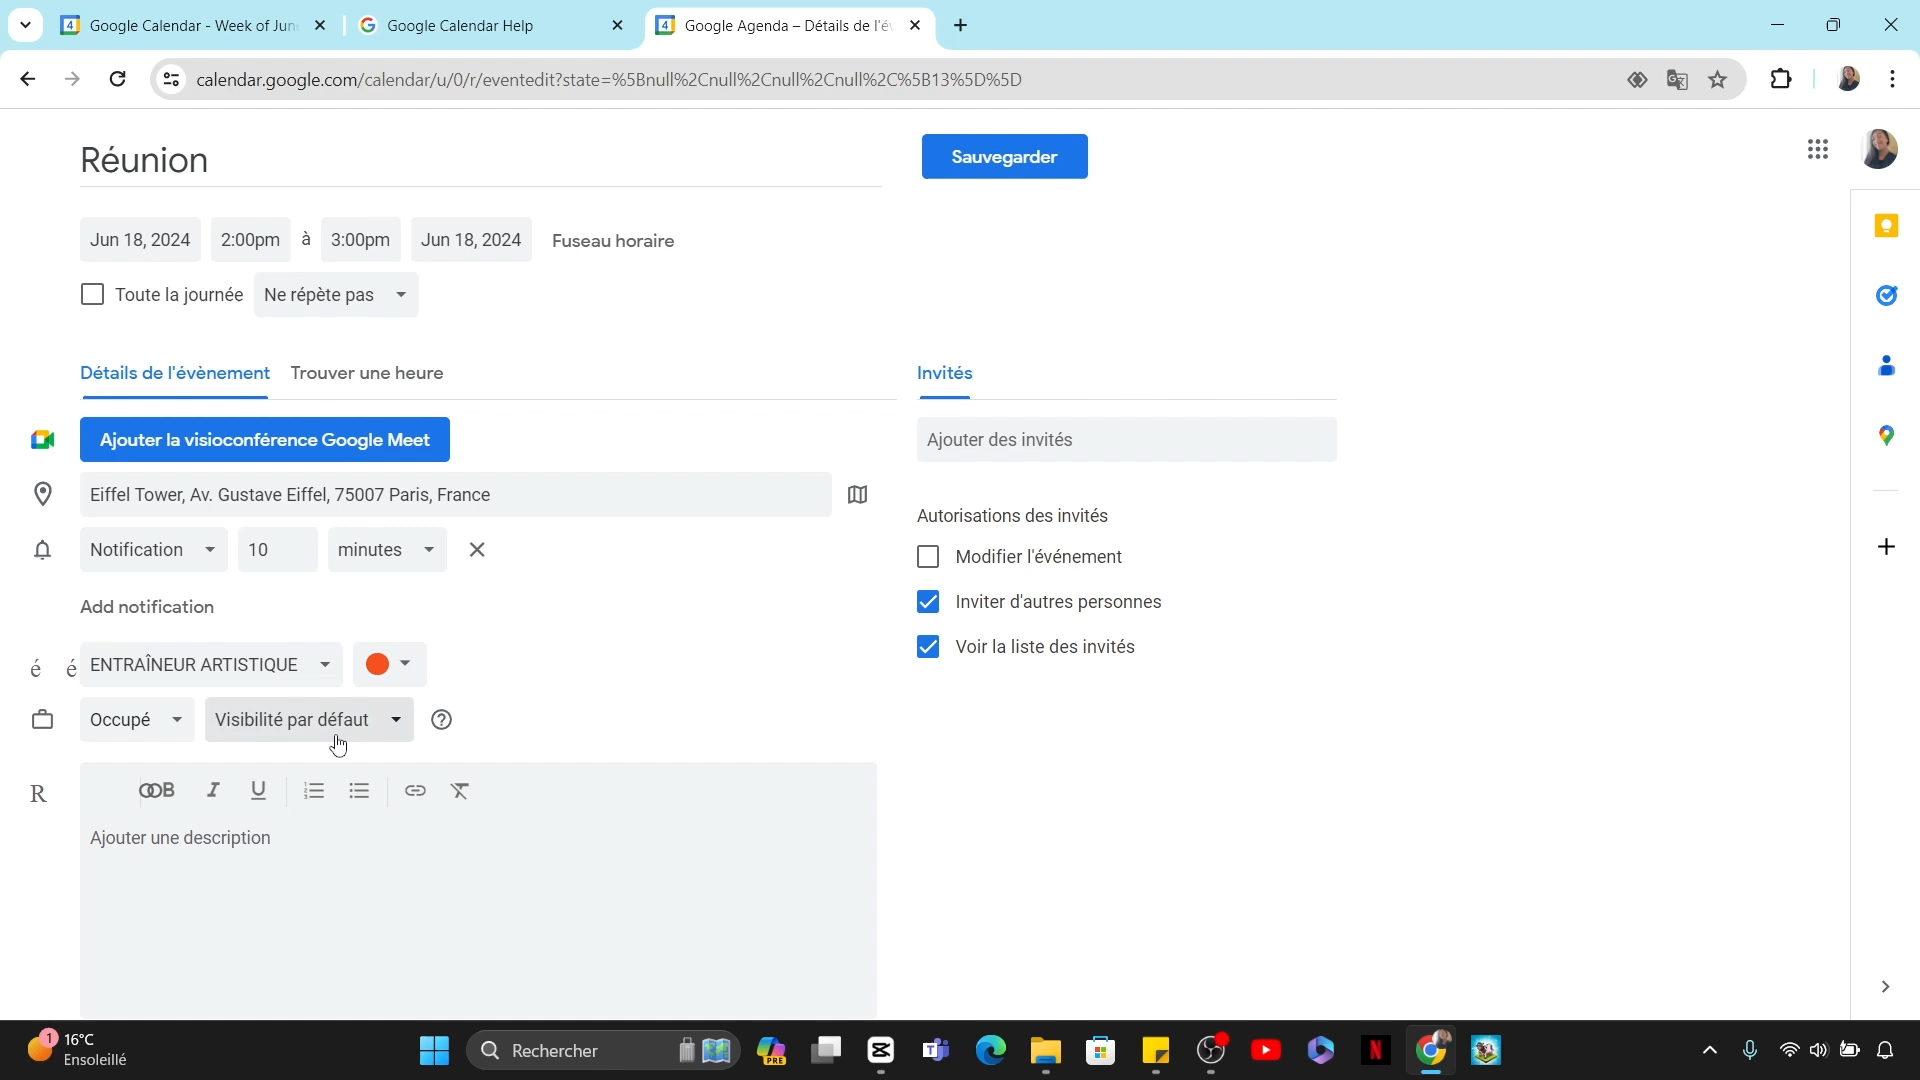 Google Calendar - Week of Jun
Google Calendar Help
Google Agenda – Détails de l'év
calendar.google.com/calendar/u/0/r/eventedit?state=%5Bnull%2Cnull%2Cnull%2Cnull%2C%5B13%5D%5D
Réunion
Sauvegarder
Jun 18, 2024 2:00pm à 3:00pm Jun 18, 2024 Fuseau horaire
Toute la journée Ne répète pas
Détails de l'évènement Trouver une heure
Invités
Ajouter la visioconférence Google Meet
Ajouter des invités
Eiffel Tower, Av. Gustave Eiffel, 75007 Paris, France
Autorisations des invités
Notification 10 minutes
Modifier l'événement
Add notification
Inviter d'autres personnes
Voir la liste des invités
é é ENTRAÎNEUR ARTISTIQUE
Occupé Visibilité par défaut
R
B I U
Ajouter une description
1 16°C
Ensoleillé
Rechercher
PRE